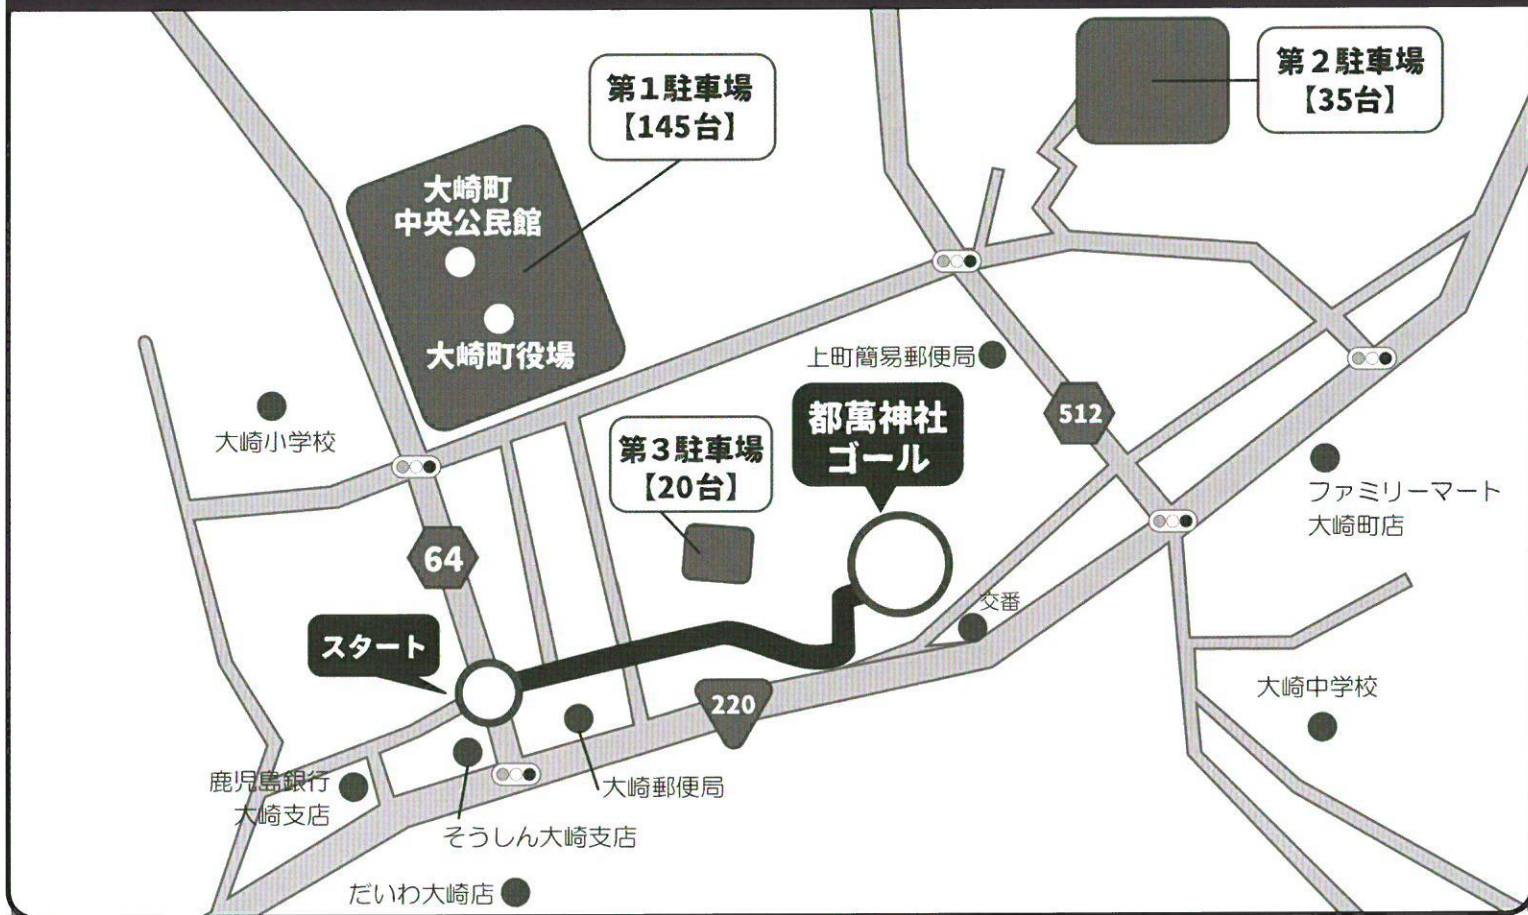 第1駐車場
【145台】
第2駐車場
【35台】
大崎町
中央公民館
大崎町役場
上町簡易郵便局
大崎小学校
第3駐車場
【20台】
都萬神社
ゴール
512
ファミリーマート
大崎町店
64
交番
スタート
220
大崎中学校
鹿児島銀行
大崎支店
大崎郵便局
そうしん大崎支店
だいわ大崎店